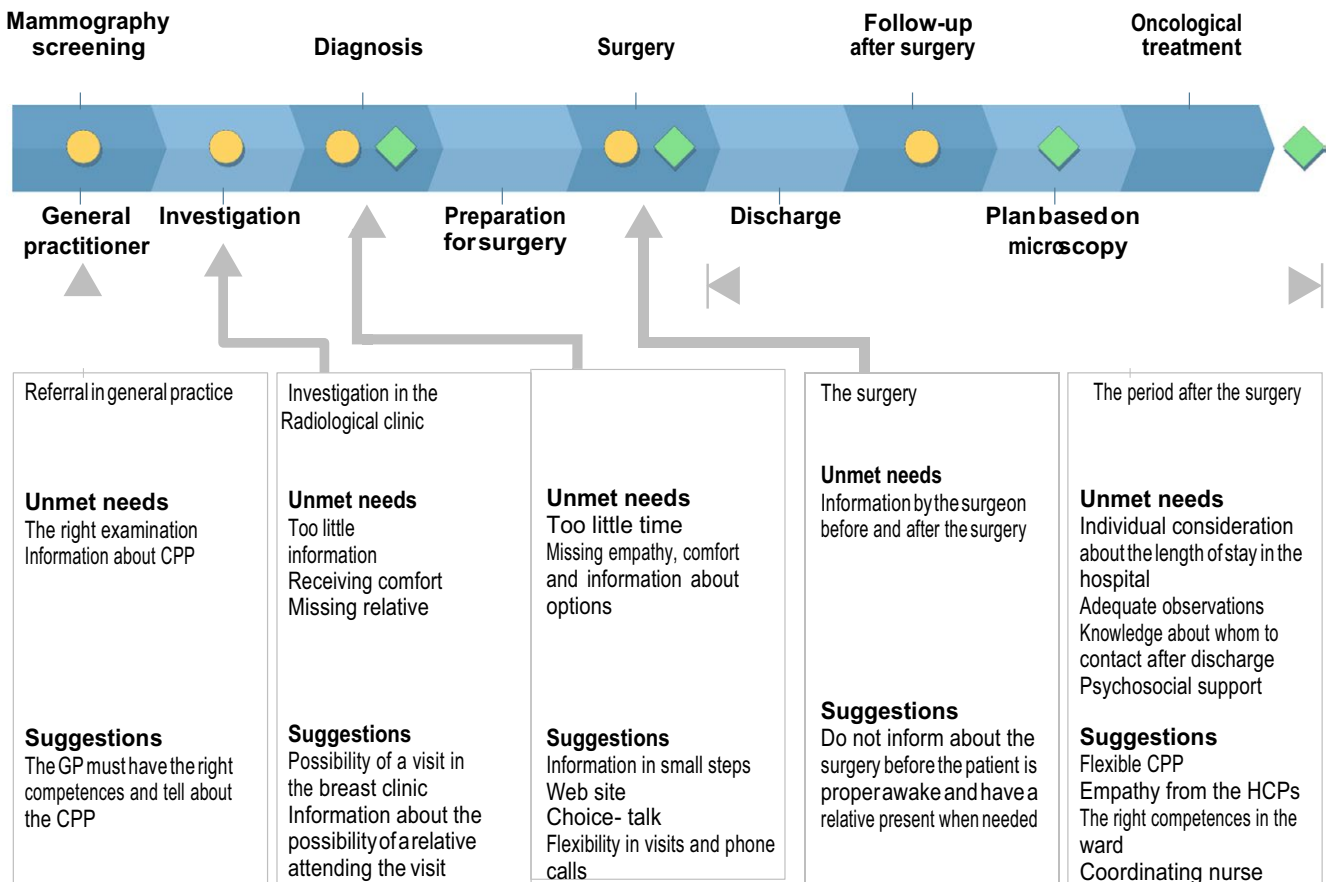 Mammography
screening
Diagnosis
Surgery
Follow-up
after surgery
Oncological
treatment
General
practitioner
Investigation
Preparation
forsurgery
Discharge
Planbasedon
microscopy
Referral in general practice
Unmet needs
The right examination
Information about CPP
Suggestions
The GP must have the right
competences and tell about
the CPP
Investigation in the
Radiological clinic
Unmet needs
Too little
information
Receiving comfort
Missing relative
Suggestions
Possibility of a visit in
the breast clinic
Information about the
possibility of a relative
attending the visit
Unmet needs
Too little time
Missing empathy, comfort
and information about
options
Suggestions
Information in small steps
Web site
Choice- talk
Flexibility in visits and phone
calls
The surgery
Unmet needs
Information by the surgeon
before and after the surgery
Suggestions
Do not inform about the
surgery before the patient is
proper awake and have a
relative present when needed
The period after the surgery
Unmet needs
Individual consideration
about the length of stay in the
hospital
Adequate observations
Knowledge about whom to
contact after discharge
Psychosocial support
Suggestions
Flexible CPP
Empathy from the HCPs
The right competences in the
ward
Coordinating nurse